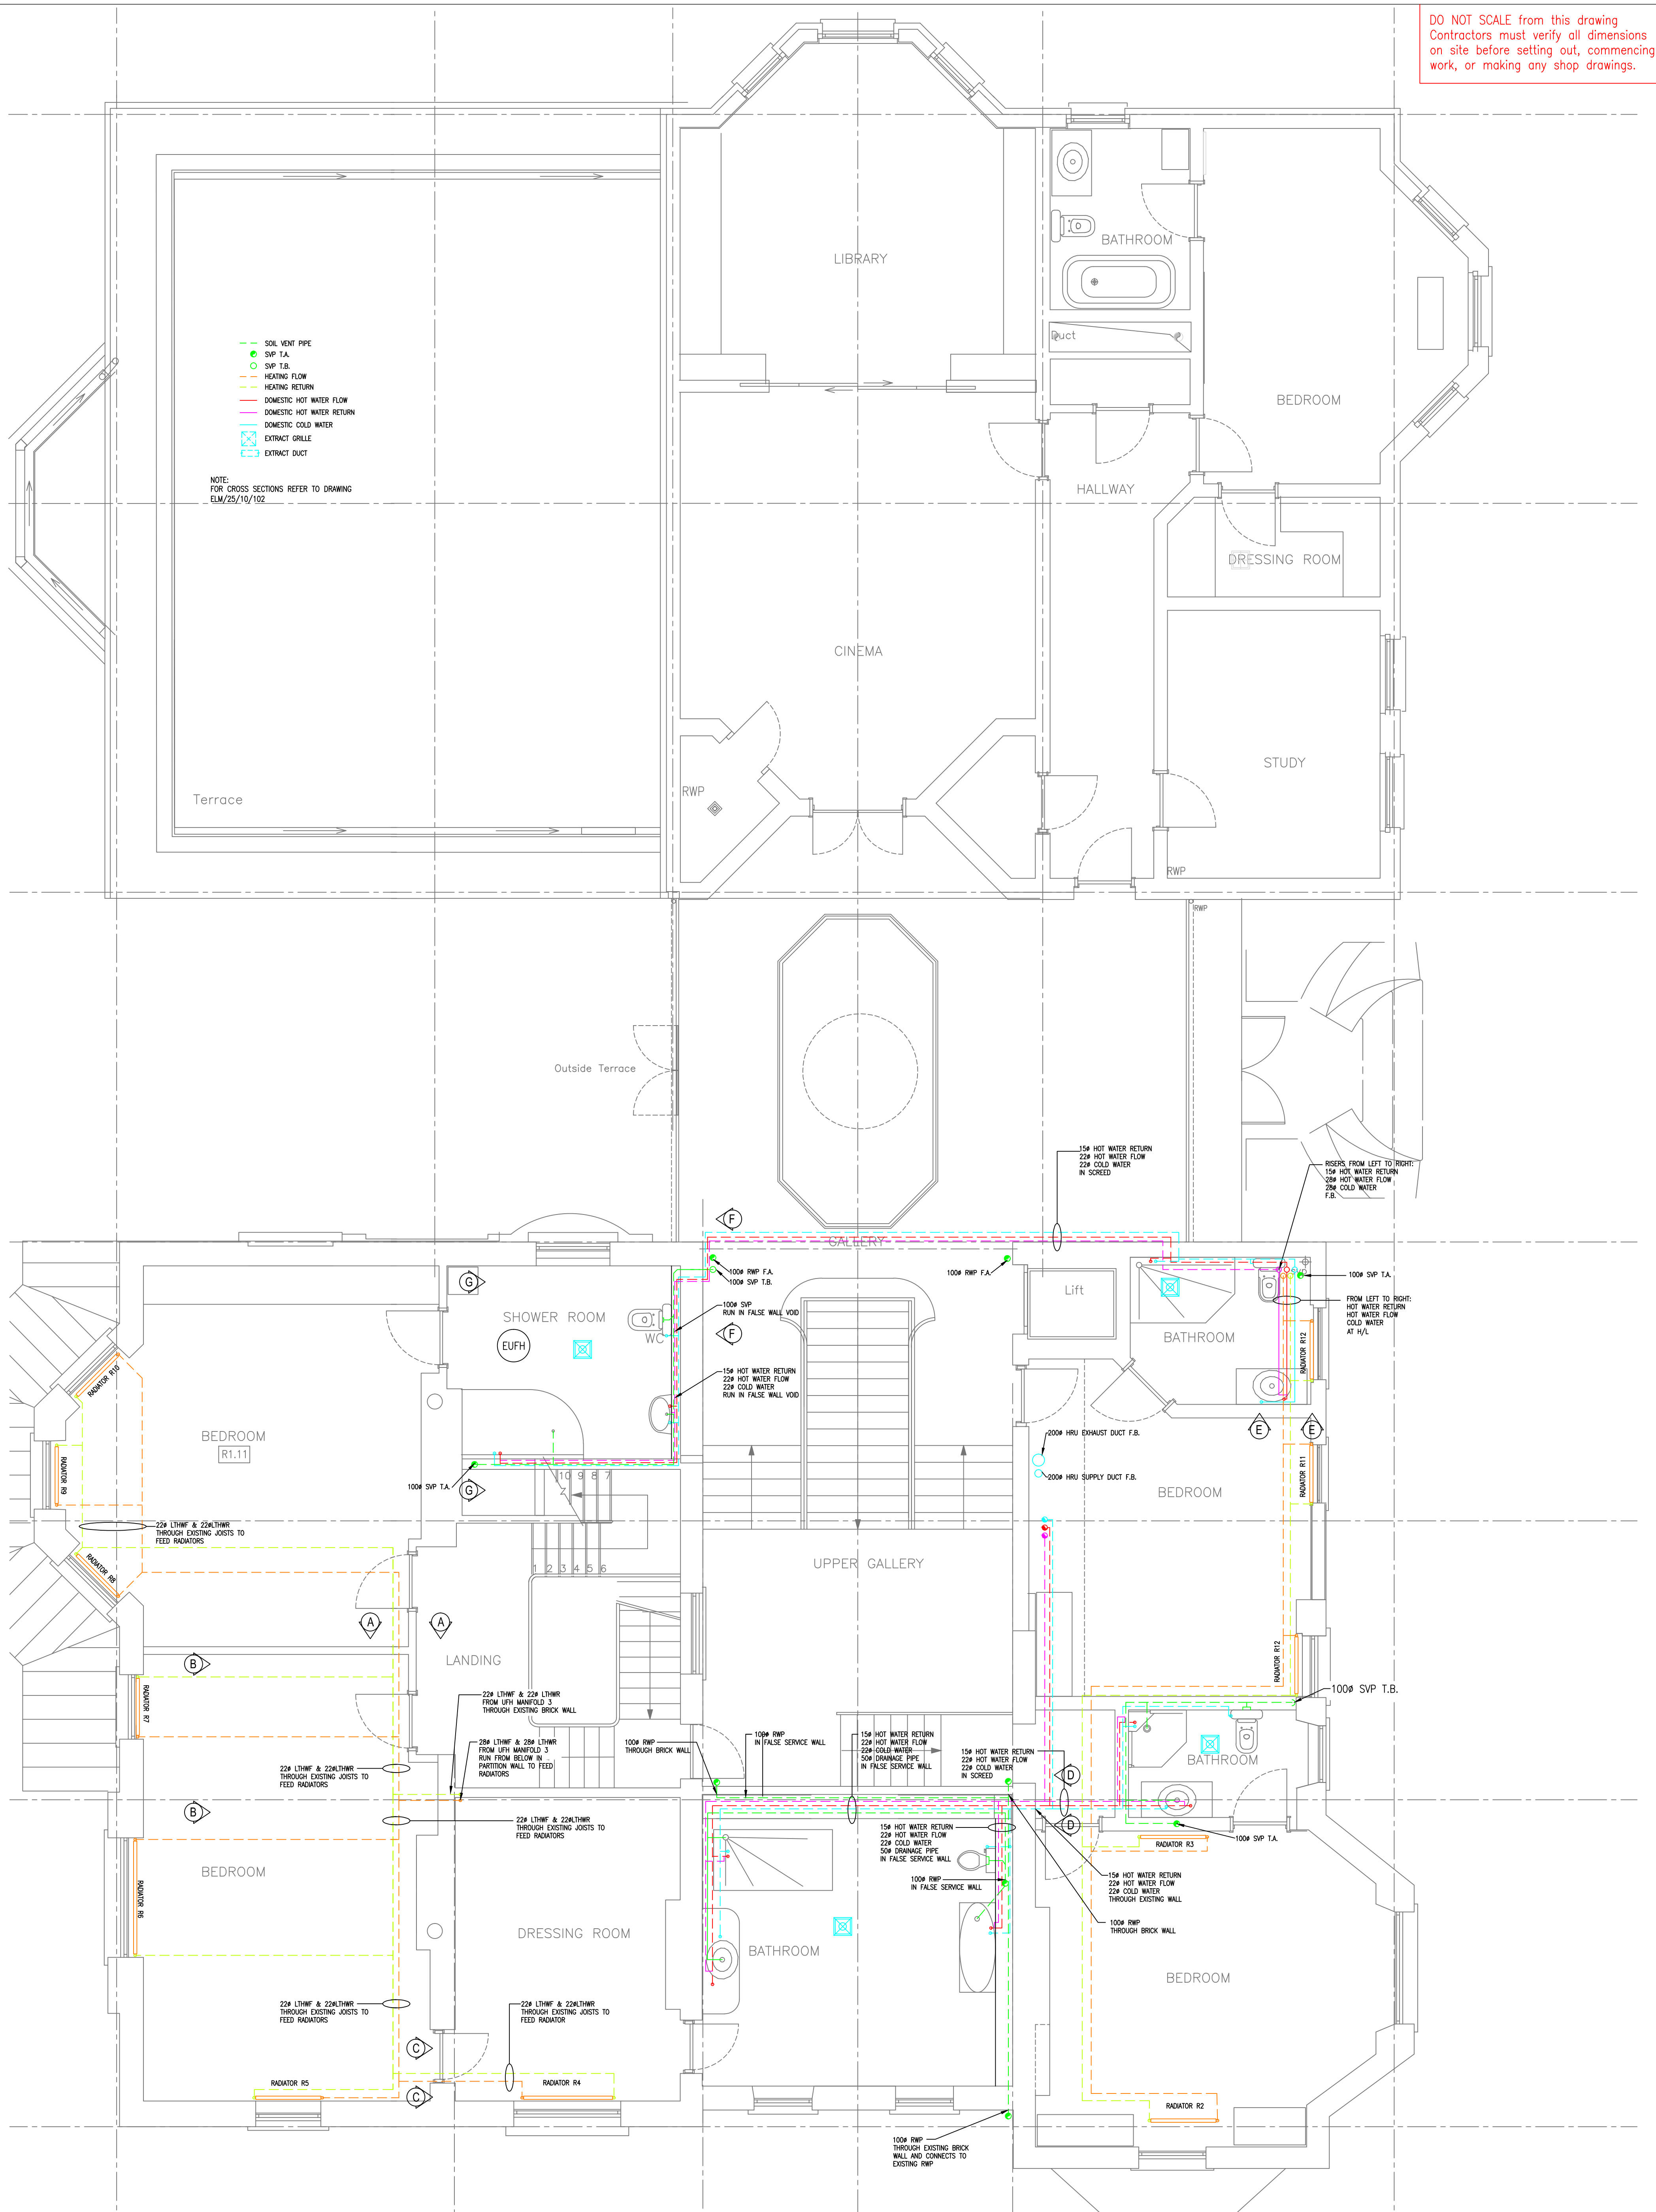 DO NOT SCALE from this drawing
Contractors must verify all dimensions
on site before setting out, commencing
work, or making any shop drawings.
LIBRARY
BATHROOM
Duct
BEDROOM
HALLWAY
DRESSING ROOM
CINEMA
STUDY
RWP
RWP
RWP
Terrace
SOIL VENT PIPE
SVP T.A.
SVP T.B.
HEATING FLOW
HEATING RETURN
DOMESTIC HOT WATER FLOW
DOMESTIC HOT WATER RETURN
DOMESTIC COLD WATER
EXTRACT GRILLE
EXTRACT DUCT
NOTE:
FOR CROSS SECTIONS REFER TO DRAWING
ELM/25/10/102
Outside Terrace
15ø HOT WATER RETURN
22ø HOT WATER FLOW
22ø COLD WATER
IN SCREED
RISERS FROM LEFT TO RIGHT:
15ø HOT WATER RETURN
28ø HOT WATER FLOW
28ø COLD WATER
F.B.
F
GALLERY
G
100ø RWP F.A.
100ø SVP T.B.
100ø RWP F.A.
Lift
SVP
100ø SVP T.A.
FROM LEFT TO RIGHT:
HOT WATER RETURN
HOT WATER FLOW
COLD WATER
AT H/L
SHOWER ROOM
EUFH
WC
100ø SVP
RUN IN FALSE WALL VOID
F
BATHROOM
RADIATOR R12
15ø HOT WATER RETURN
22ø HOT WATER FLOW
22ø COLD WATER
RUN IN FALSE WALL VOID
RADIATOR R10
BEDROOM
R1.11
RADIATOR R9
E
E
200ø HRU EXHAUST DUCT F.B.
200ø HRU SUPPLY DUCT F.B.
RADIATOR R11
BEDROOM
100ø SVP T.A.
G
10 9 8 7
Z
22ø LTHWF & 22øLTHWR
THROUGH EXISTING JOISTS TO
FEED RADIATORS
RADIATOR R8
1 2 3 4 5 6
UPPER GALLERY
A
A
B
LANDING
RADIATOR R12
100ø SVP T.B.
RADIATOR R7
22ø LTHWF & 22ø LTHWR
FROM UFH MANIFOLD 3
THROUGH EXISTING BRICK WALL
28ø LTHWF & 28ø LTHWR
FROM UFH MANIFOLD 3
RUN FROM BELOW IN
PARTITION WALL TO FEED
RADIATORS
100ø RWP
THROUGH BRICK WALL
100ø RWP
IN FALSE SERVICE WALL
15ø HOT WATER RETURN
22ø HOT WATER FLOW
22ø COLD WATER
50ø DRAINAGE PIPE
IN FALSE SERVICE WALL
15ø HOT WATER RETURN
22ø HOT WATER FLOW
22ø COLD WATER
IN SCREED
D
BATHROOM
22ø LTHWF & 22øLTHWR
THROUGH EXISTING JOISTS TO
FEED RADIATORS
B
22ø LTHWF & 22øLTHWR
THROUGH EXISTING JOISTS TO
FEED RADIATORS
15ø HOT WATER RETURN
22ø HOT WATER FLOW
22ø COLD WATER
50ø DRAINAGE PIPE
IN FALSE SERVICE WALL
D
RADIATOR R3
100ø SVP T.A.
BEDROOM
RADIATOR R6
100ø RWP
IN FALSE SERVICE WALL
15ø HOT WATER RETURN
22ø HOT WATER FLOW
22ø COLD WATER
THROUGH EXISTING WALL
100ø RWP
THROUGH BRICK WALL
DRESSING ROOM
BATHROOM
BEDROOM
22ø LTHWF & 22øLTHWR
THROUGH EXISTING JOISTS TO
FEED RADIATORS
22ø LTHWF & 22øLTHWR
THROUGH EXISTING JOISTS TO
FEED RADIATOR
C
RADIATOR R5
C
RADIATOR R4
RADIATOR R2
100ø RWP
THROUGH EXISTING BRICK
WALL AND CONNECTS TO
EXISTING RWP